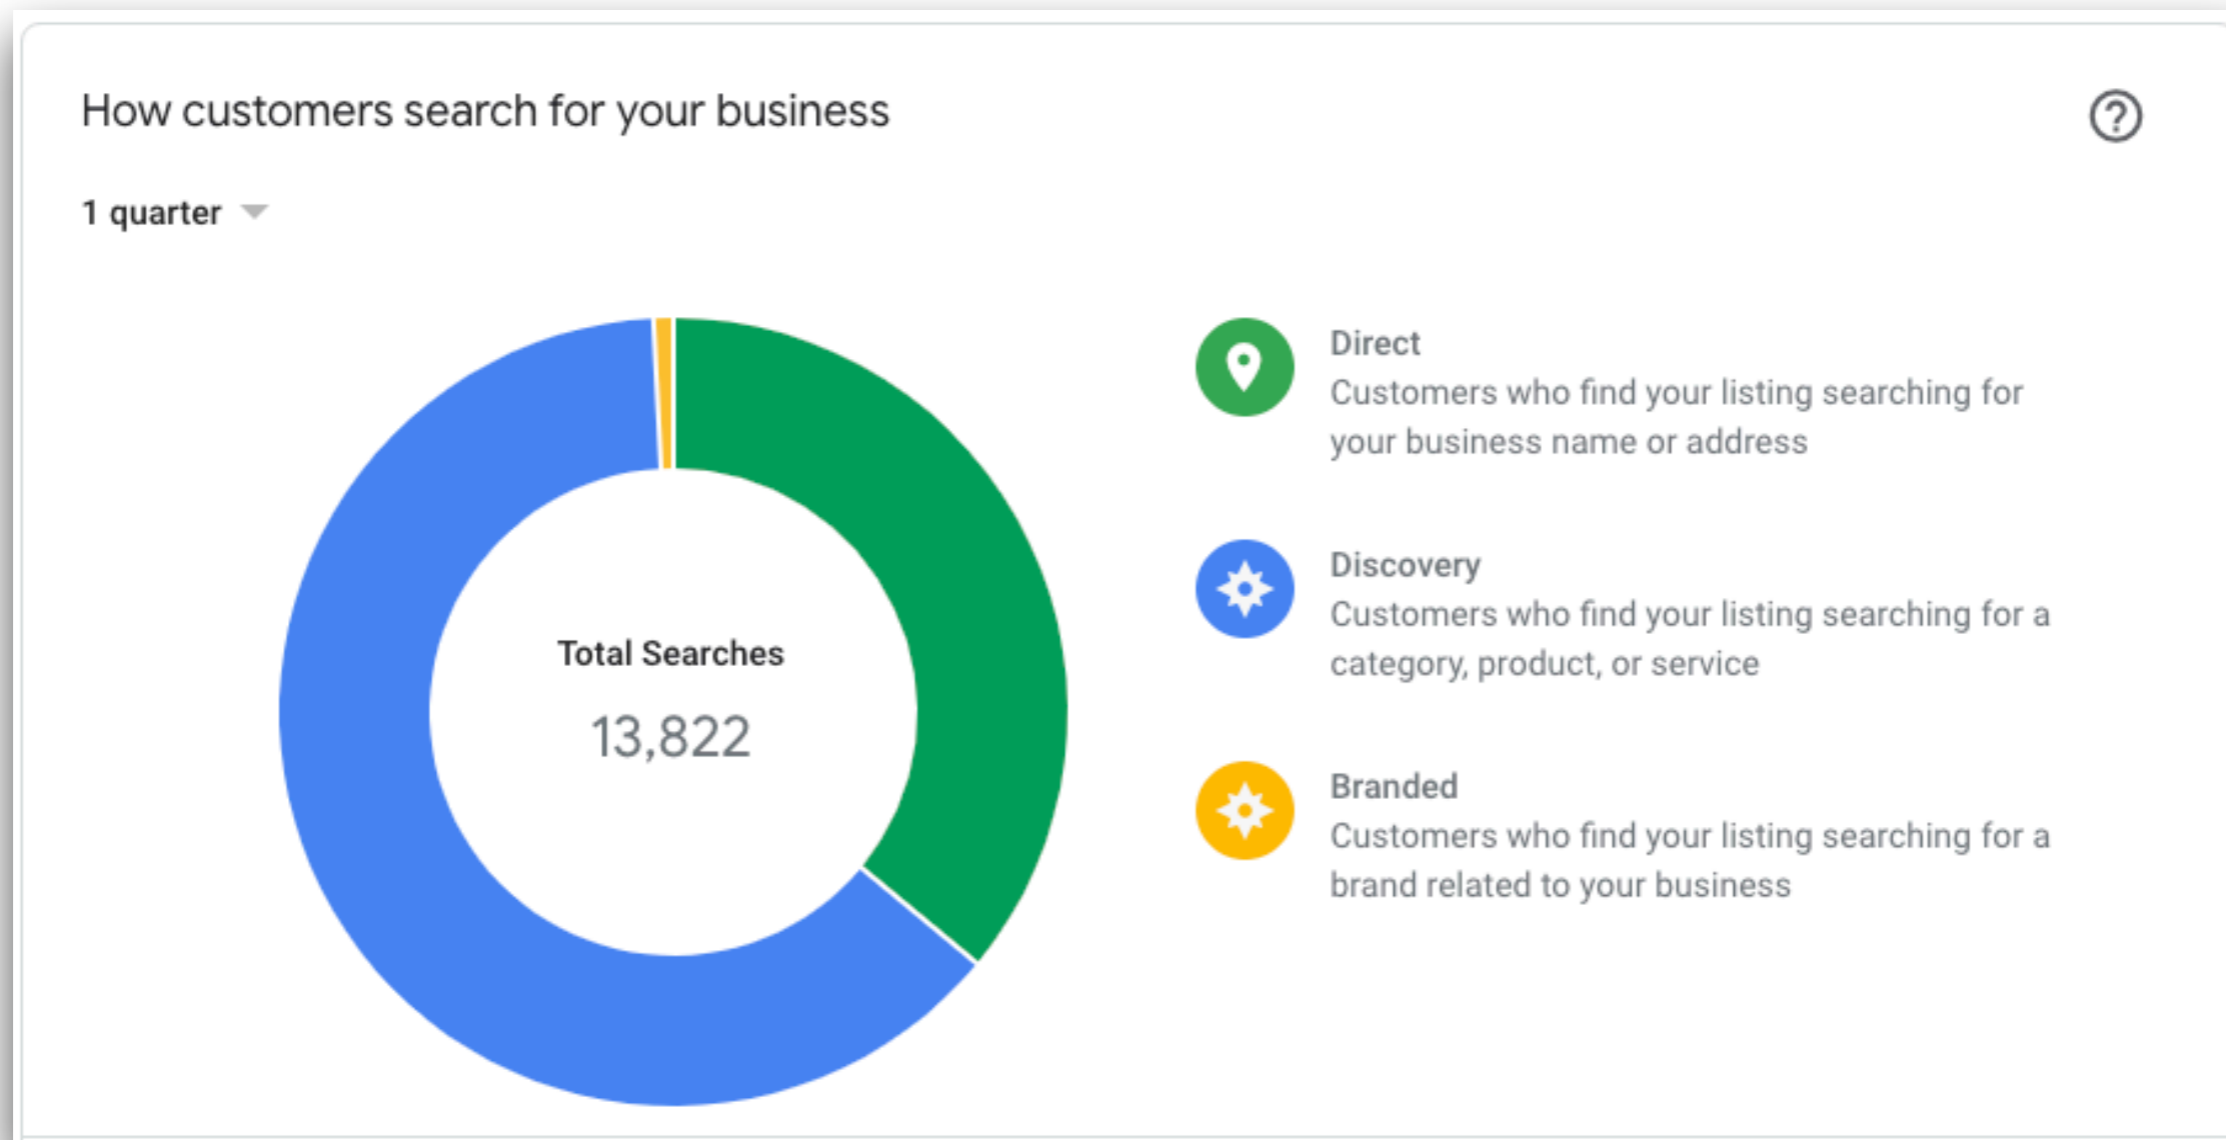 How customers search for your business
1 quarter
Total Searches
13,822
Direct
Customers who find your listing searching for
your business name or address
Discovery
Customers who find your listing searching for a
category, product, or service
Branded
Customers who find your listing searching for a
brand related to your business